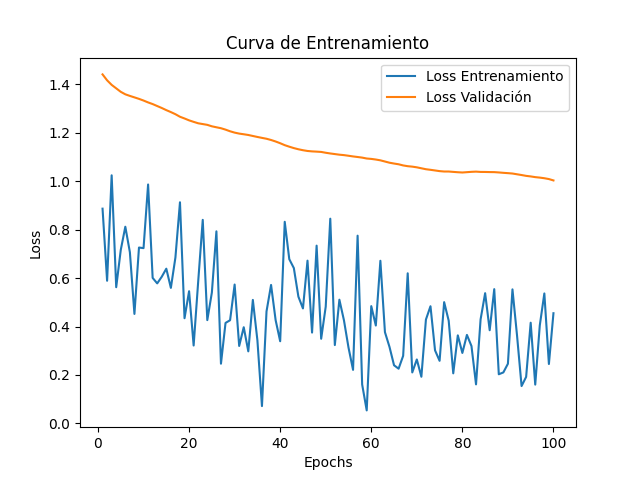 Curva de Entrenamiento
Loss Entrenamiento
Loss Validación
Loss
1.4
1.2
1.0
0.8
0.6
0.4
0.2
0.0
0 20 40 60 80 100
Epochs